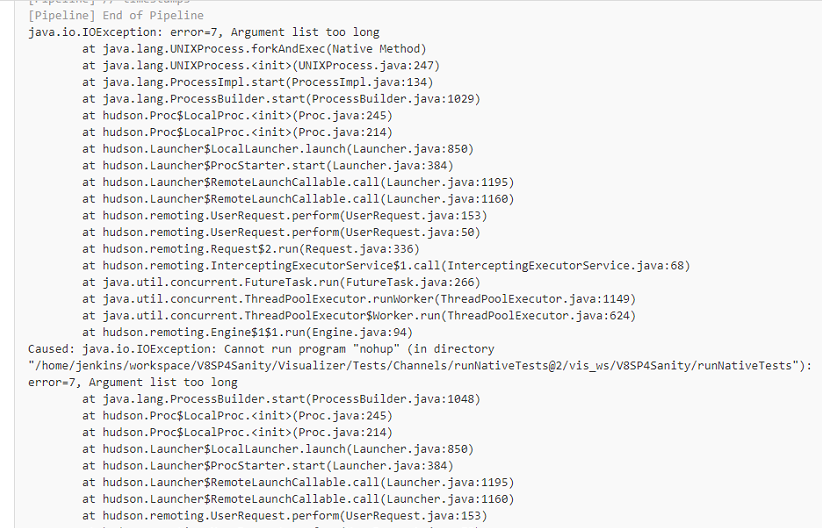 [Pipeline] // timestamps
[Pipeline] End of Pipeline
java.io.IOException: error=7, Argument list too long
at java.lang.UNIXProcess.forkAndExec(Native Method)
at java.lang.UNIXProcess.<init>(UNIXProcess.java:247)
at java.lang.ProcessImpl.start(ProcessImpl.java:134)
at java.lang.ProcessBuilder.start(ProcessBuilder.java:1029)
at hudson.Proc$LocalProc.<init>(Proc.java:245)
at hudson.Proc$LocalProc.<init>(Proc.java:214)
at hudson.Launcher$LocalLauncher.launch(Launcher.java:850)
at hudson.Launcher$ProcStarter.start(Launcher.java:384)
at hudson.Launcher$RemoteLaunchCallable.call(Launcher.java:1195)
at hudson.Launcher$RemoteLaunchCallable.call(Launcher.java:1160)
at hudson.remoting.UserRequest.perform(UserRequest.java:153)
at hudson.remoting.UserRequest.perform(UserRequest.java:50)
at hudson.remoting.Request$2.run(Request.java:336)
at hudson.remoting.InterceptingExecutorService$1.call(InterceptingExecutorService.java:68)
at java.util.concurrent.FutureTask.run(FutureTask.java:266)
at java.util.concurrent.ThreadPoolExecutor.runWorker(ThreadPoolExecutor.java:1149)
at java.util.concurrent.ThreadPoolExecutor$Worker.run(ThreadPoolExecutor.java:624)
at hudson.remoting.Engine$1$1.run(Engine.java:94)
Caused: java.io.IOException: Cannot run program "nohup" (in directory
"/home/jenkins/workspace/V8SP4Sanity/Visualizer/Tests/Channels/runNativeTests@2/vis_ws/V8SP4Sanity/runNativeTests"):
error=7, Argument list too long
at java.lang.ProcessBuilder.start(ProcessBuilder.java:1048)
at hudson.Proc$LocalProc.<init>(Proc.java:245)
at hudson.Proc$LocalProc.<init>(Proc.java:214)
at hudson.Launcher$LocalLauncher.launch(Launcher.java:850)
at hudson.Launcher$ProcStarter.start(Launcher.java:384)
at hudson.Launcher$RemoteLaunchCallable.call(Launcher.java:1195)
at hudson.Launcher$RemoteLaunchCallable.call(Launcher.java:1160)
at hudson.remoting.UserRequest.perform(UserRequest.java:153)